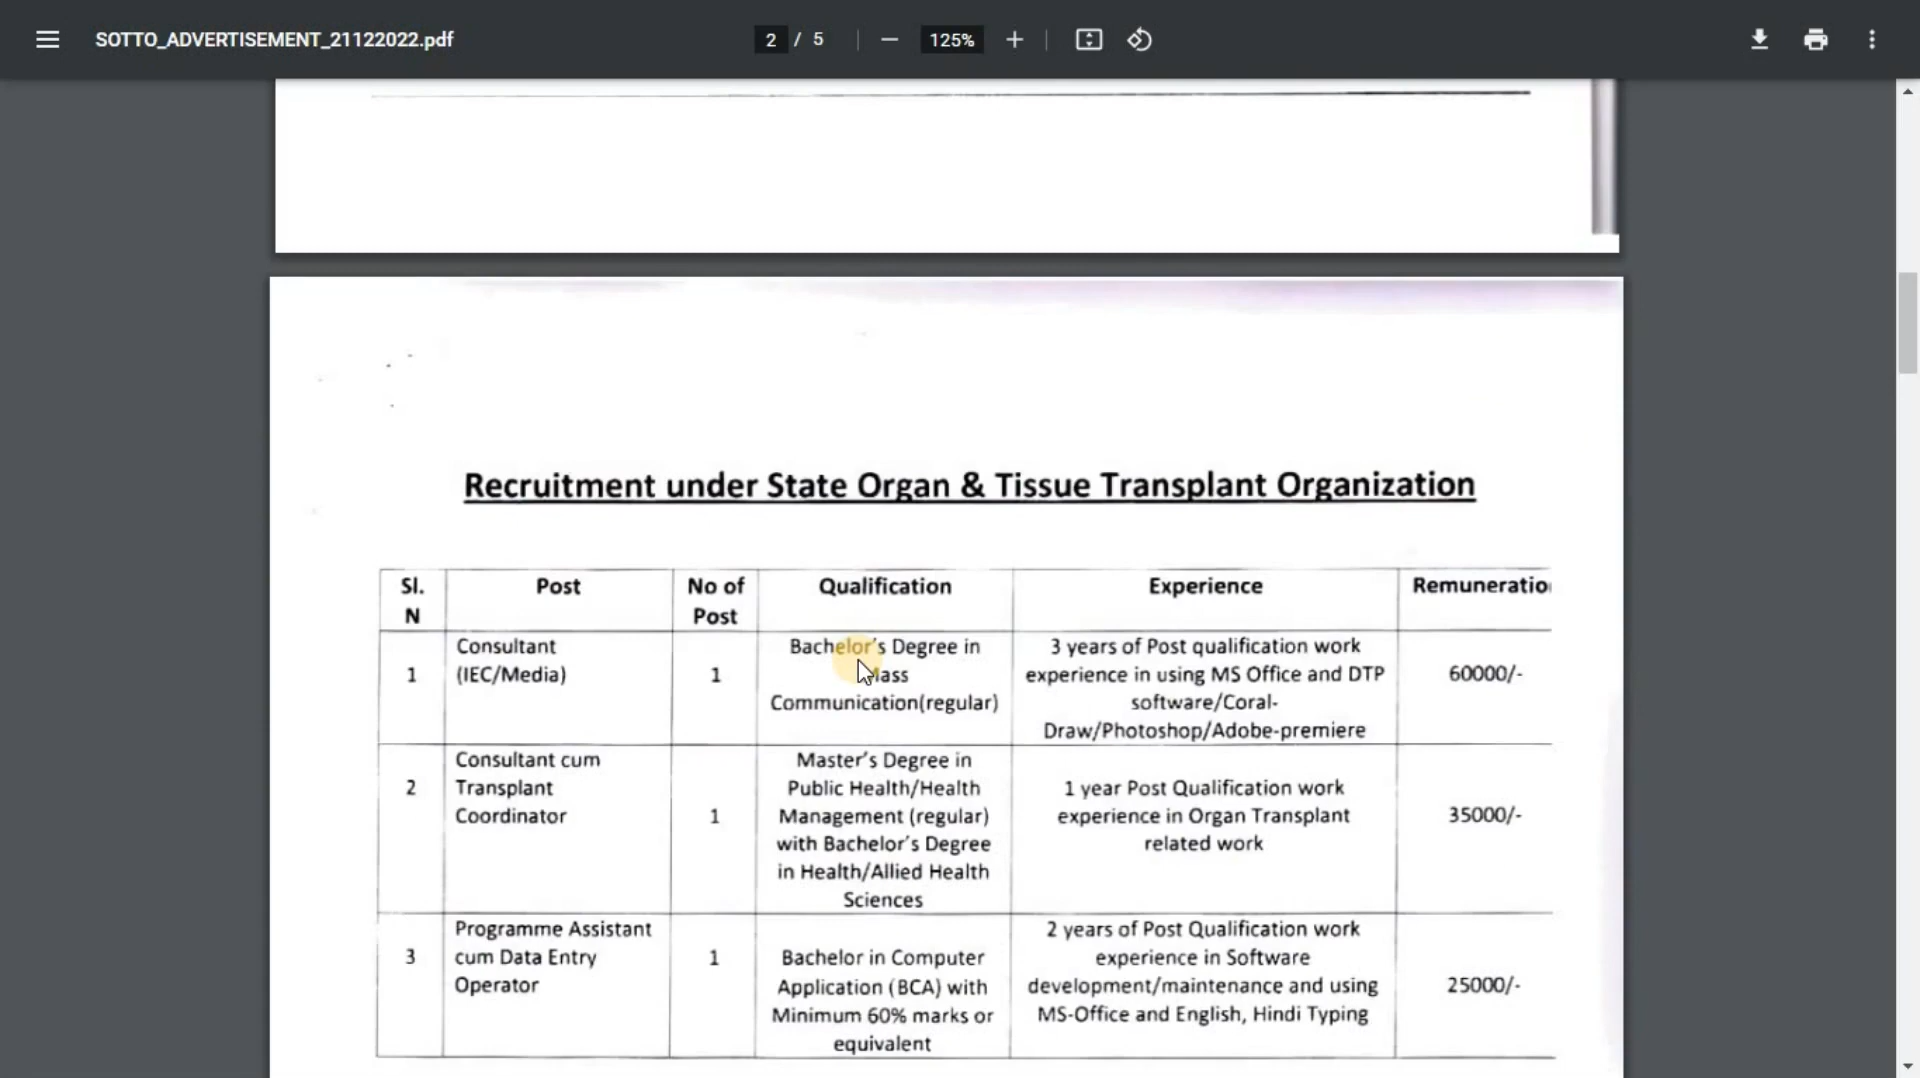 SOTTO_ADVERTISEMENT_21122022.pdf
2 / 5
125%
Recruitment under State Organ & Tissue Transplant Organization
Sl. N Post No of Post Qualification Experience Remuneratio
1 Consultant (IEC/Media) 1 Bachelor's Degree in Mass Communication(regular) 3 years of Post qualification work experience in using MS Office and DTP software/Coral-Draw/Photoshop/Adobe-premiere 60000/-
2 Consultant cum Transplant Coordinator 1 Master's Degree in Public Health/Health Management (regular) with Bachelor's Degree in Health/Allied Health Sciences 1 year Post Qualification work experience in Organ Transplant related work 35000/-
3 Programme Assistant cum Data Entry Operator 1 Bachelor in Computer Application (BCA) with Minimum 60% marks or equivalent 2 years of Post Qualification work experience in Software development/maintenance and using MS-Office and English, Hindi Typing 25000/-